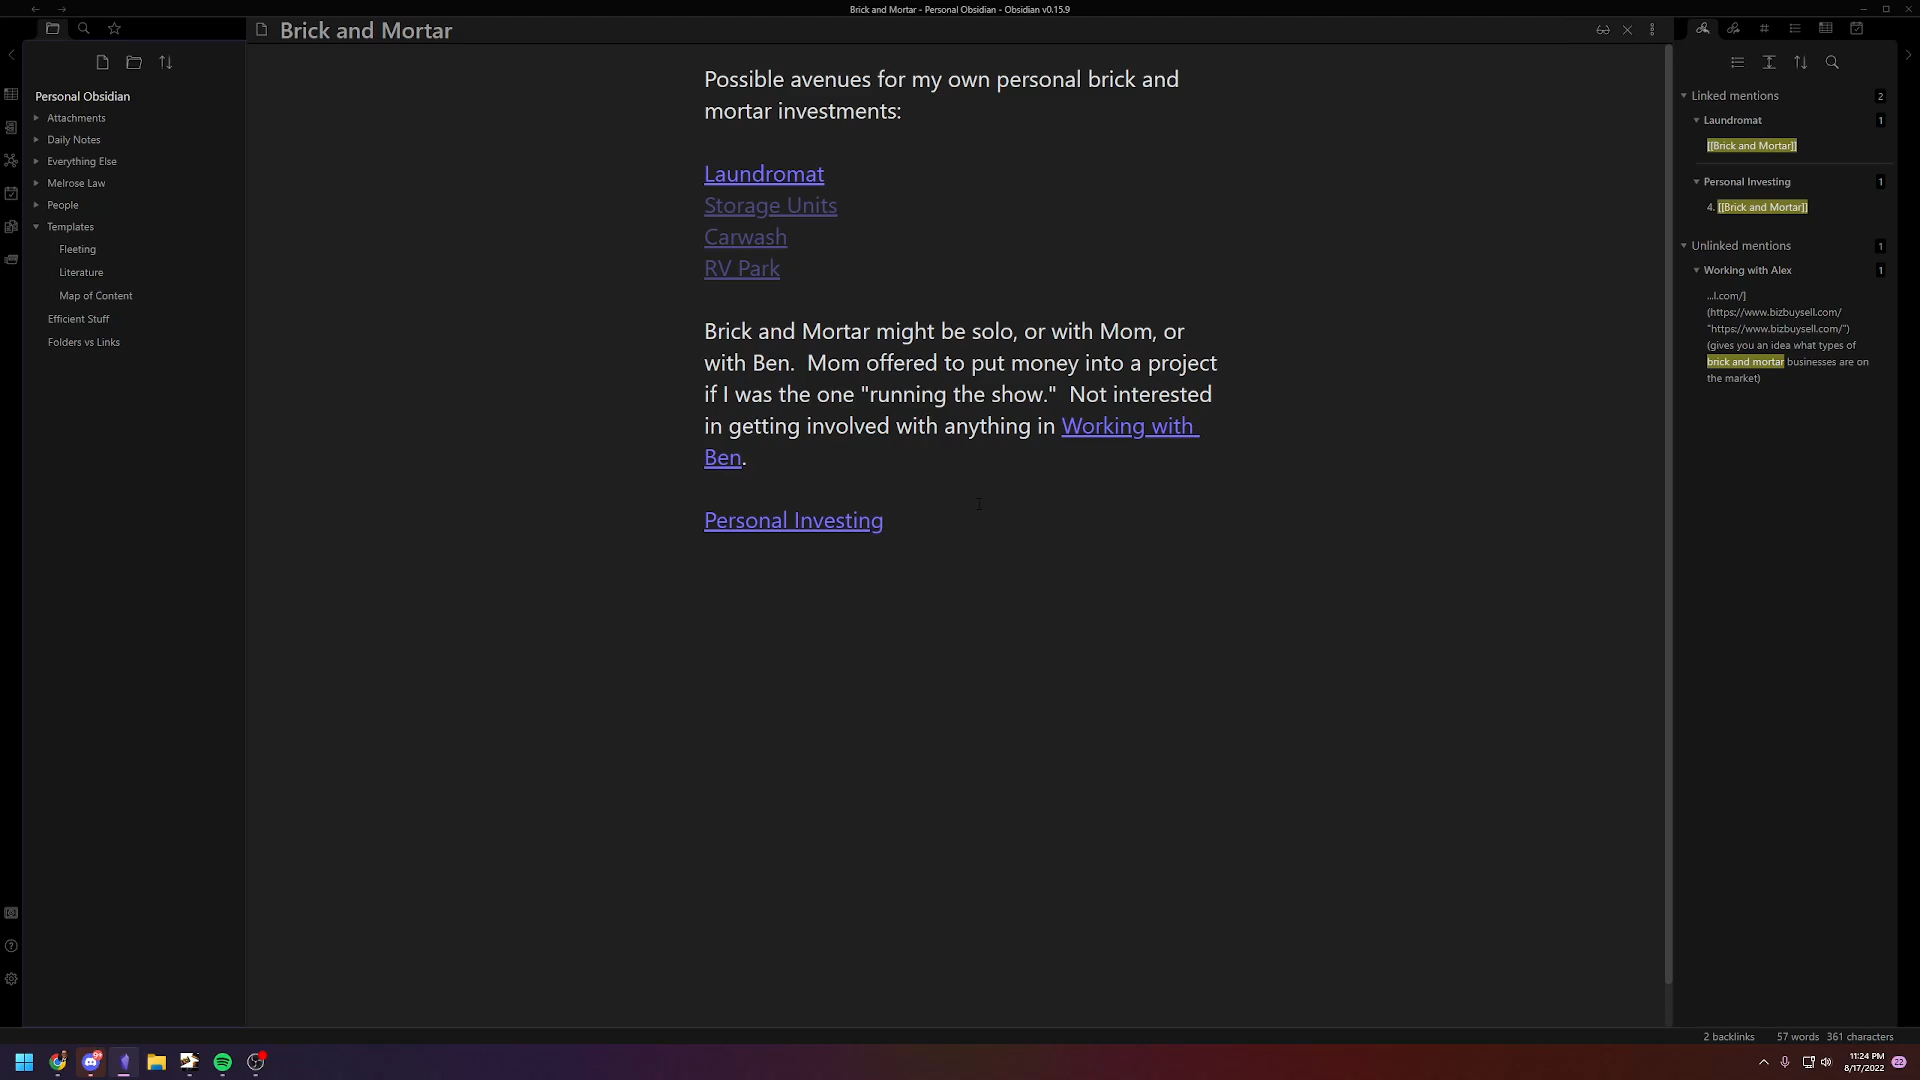 Brick and Mortar - Personal Obsidian - Obsidian v0.15.9
Brick and Mortar
Personal Obsidian
Attachments
Daily Notes
Everything Else
Melrose Law
People
Templates
Fleeting
Literature
Map of Content
Efficient Stuff
Folders vs Links
Possible avenues for my own personal brick and
mortar investments:
Laundromat
Storage Units
Carwash
RV Park
Brick and Mortar might be solo, or with Mom, or
with Ben.  Mom offered to put money into a project
if I was the one "running the show."  Not interested
in getting involved with anything in Working with
Ben.
Personal Investing
Linked mentions 2
Laundromat 1
[[Brick and Mortar]]
Personal Investing 1
4. [[Brick and Mortar]]
Unlinked mentions 1
Working with Alex 1
...l.com/]
(https://www.bizbuysell.com/
"https://www.bizbuysell.com/")
(gives you an idea what types of
brick and mortar businesses are on
the market)
2 backlinks 57 words 361 characters
11:24 PM
8/17/2022
22